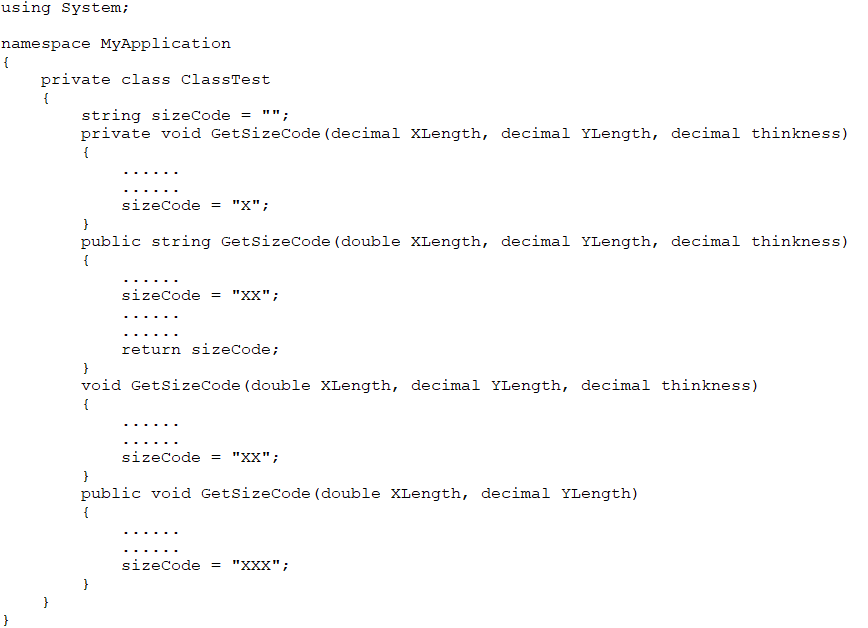 using System;
namespace MyApplication
{
private class ClassTest
{
string sizeCode = "";
private void GetSizeCode(decimal XLength, decimal YLength, decimal thinkness)
{
......
......
sizeCode = "X";
}
public string GetSizeCode(double XLength, decimal YLength, decimal thinkness)
{
......
sizeCode = "XX";
......
......
return sizeCode;
}
void GetSizeCode(double XLength, decimal YLength, decimal thinkness)
{
......
......
sizeCode = "XX";
}
public void GetSizeCode(double XLength, decimal YLength)
{
......
......
sizeCode = "XXX";
}
}
}